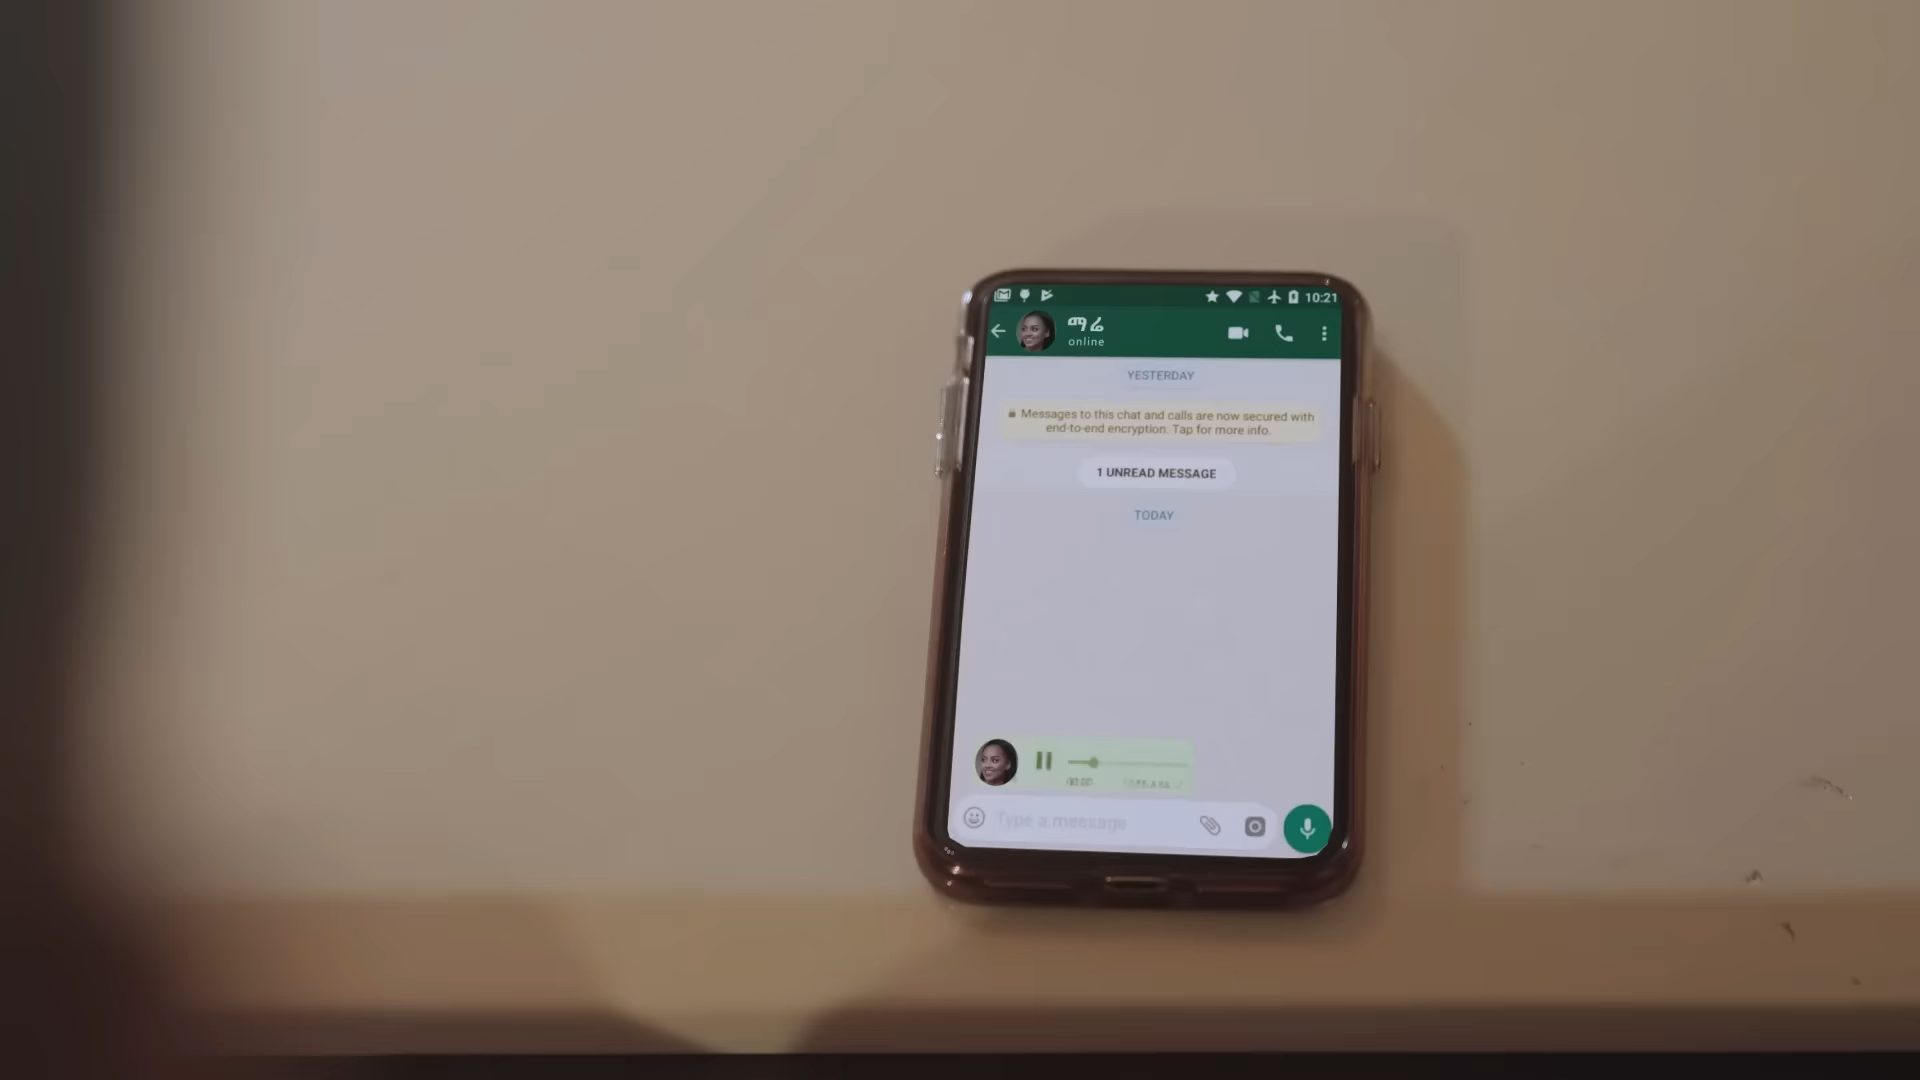 10:21
ማሬ
online
YESTERDAY
Messages to this chat and calls are now secured with
end-to-end encryption. Tap for more info.
1 UNREAD MESSAGE
TODAY
Type a message